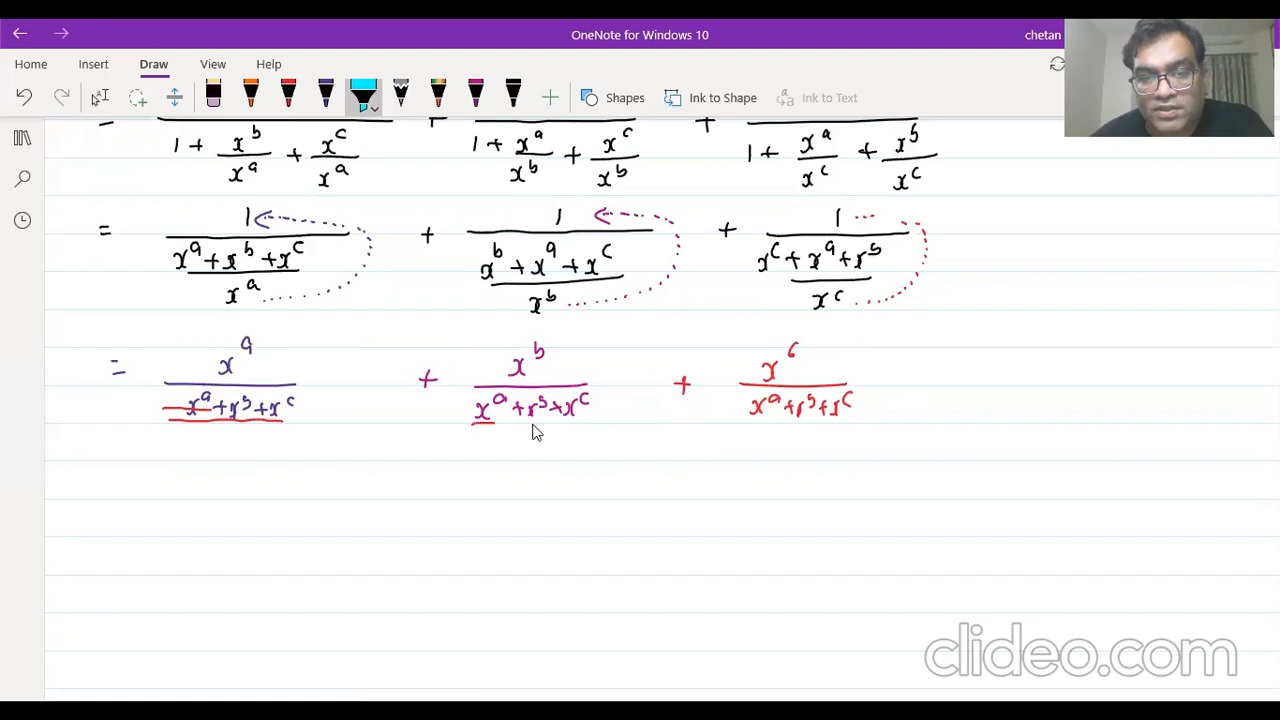 OneNote for Windows 10
chetan
Home Insert Draw View Help
Shapes Ink to Shape Ink to Text
= + +
1 + x^b/x^a + x^c/x^a 1 + x^a/x^b + x^c/x^b 1 + x^a/x^c + x^b/x^c
= 1/((x^a + x^b + x^c)/x^a) + 1/((x^b + x^a + x^c)/x^b) + 1/((x^c + x^a + x^b)/x^c)
= x^a/(x^a + x^b + x^c) + x^b/(x^a + x^b + x^c) + x^c/(x^a + x^b + x^c)
clideo.com